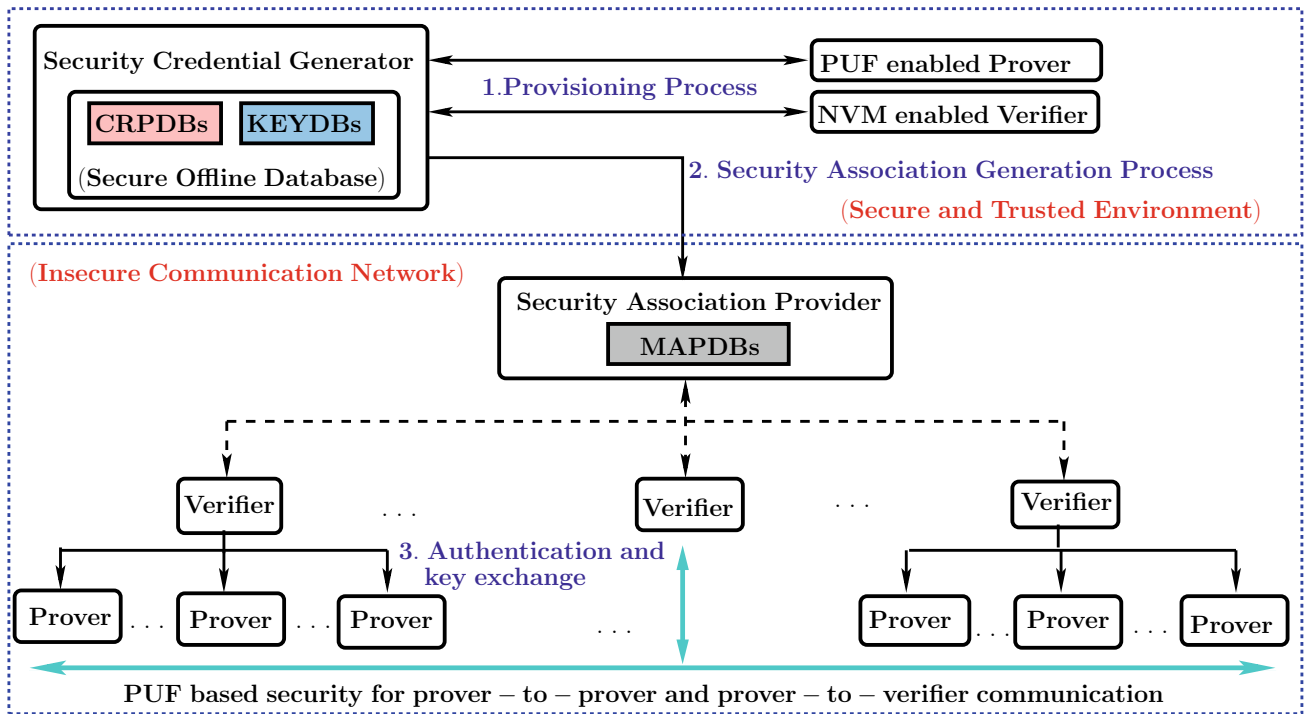 Security Credential Generator
CRPDBs
KEYDBs
(Secure Offline Database)
1.Provisioning Process
PUF enabled Prover
NVM enabled Verifier
2. Security Association Generation Process
(Secure and Trusted Environment)
(Insecure Communication Network)
Security Association Provider
MAPDBs
Verifier
. . .
Verifier
. . .
Verifier
3. Authentication and
key exchange
Prover
. . .
Prover
. . .
Prover
. . .
Prover
. . .
Prover
. . .
Prover
PUF based security for prover – to – prover and prover – to – verifier communication